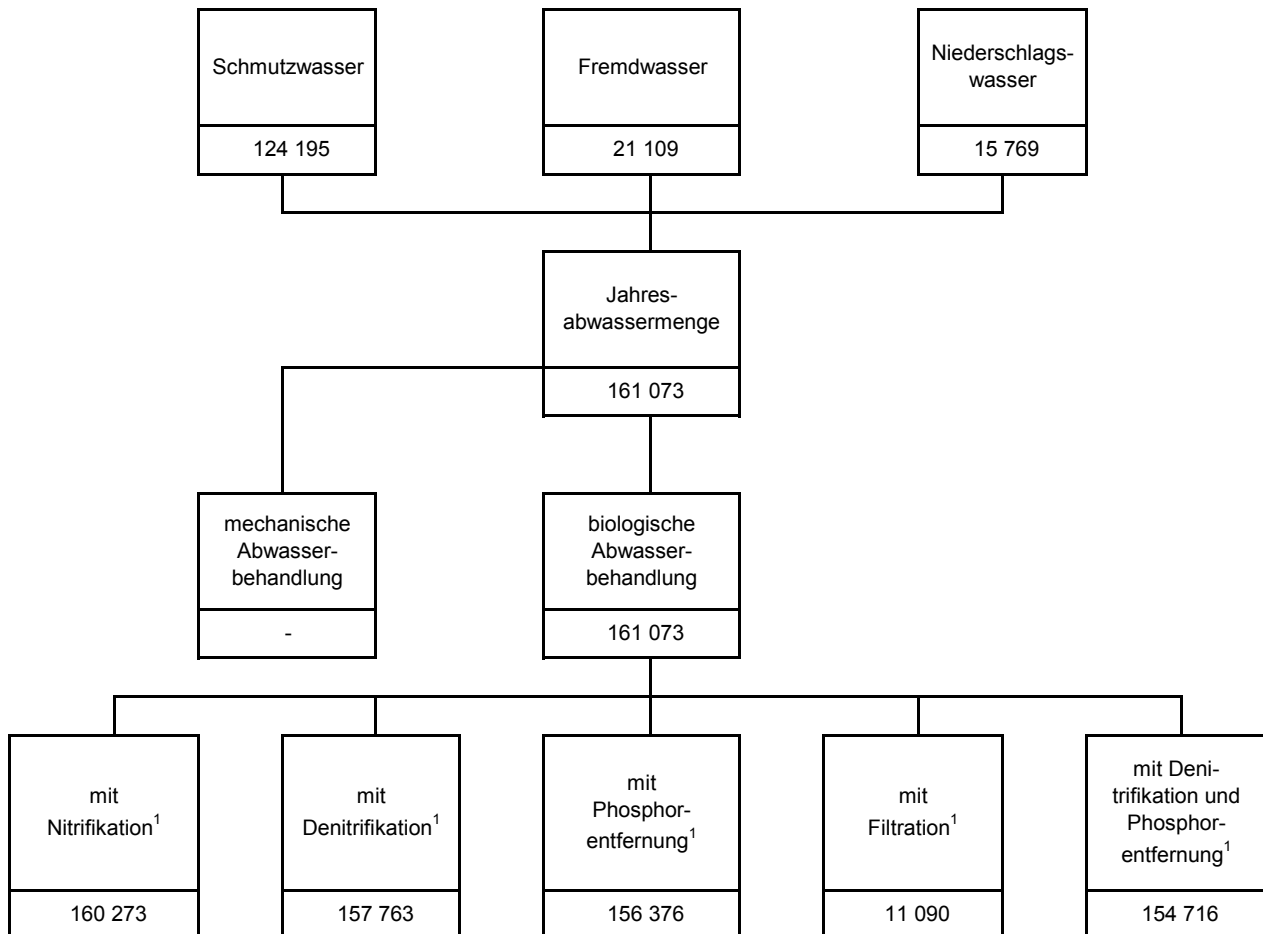 Schmutzwasser
124 195
Fremdwasser
21 109
Niederschlags-
wasser
15 769
Jahres-
abwassermenge
161 073
mechanische
Abwasser-
behandlung
-
biologische
Abwasser-
behandlung
161 073
mit
Nitrifikation¹
160 273
mit
Denitrifikation¹
157 763
mit
Phosphor-
entfernung¹
156 376
mit
Filtration¹
11 090
mit Deni-
trifikation und
Phosphor-
entfernung¹
154 716